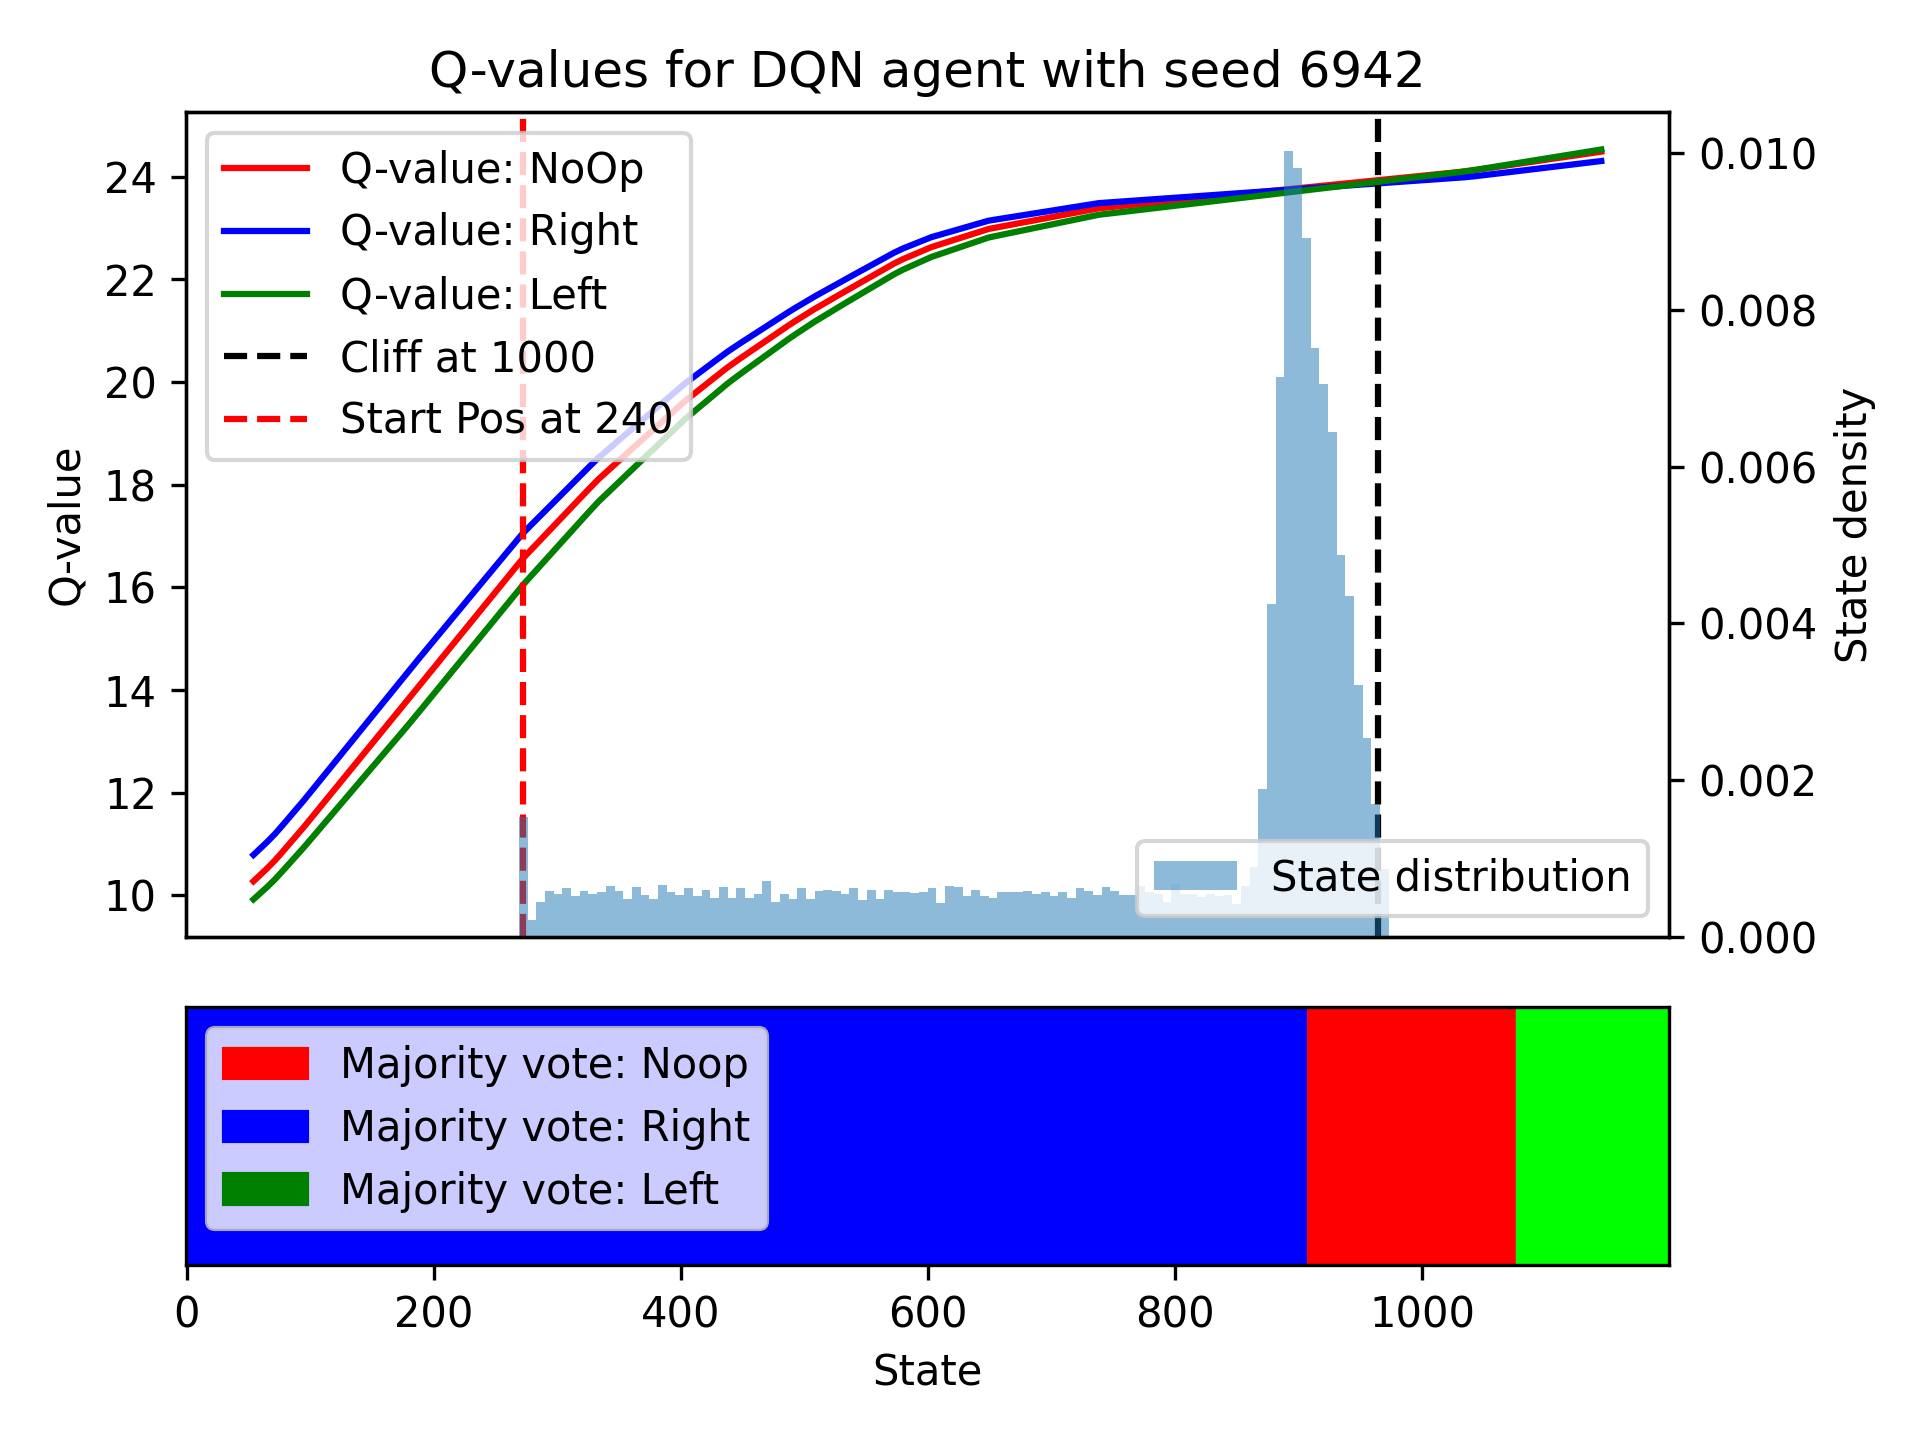 Q-values for DQN agent with seed 6942
Q-value: NoOp
Q-value: Right
Q-value: Left
Cliff at 1000
Start Pos at 240
24
22
20
18
16
14
12
10
Q-value
0.010
0.008
0.006
0.004
0.002
0.000
State density
State distribution
Majority vote: Noop
Majority vote: Right
Majority vote: Left
0 200 400 600 800 1000
State